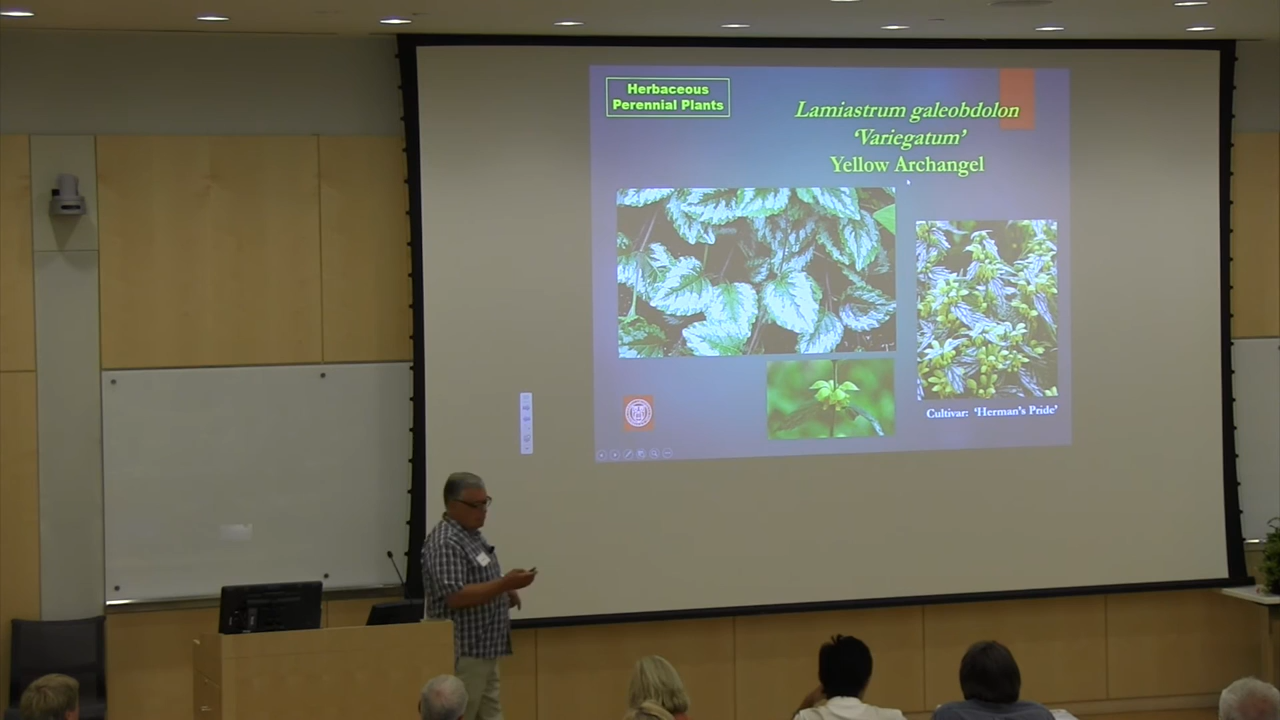 Herbaceous
Perennial Plants
Lamiastrum galeobdolon
‘Variegatum’
Yellow Archangel
Cultivar: ‘Herman's Pride’